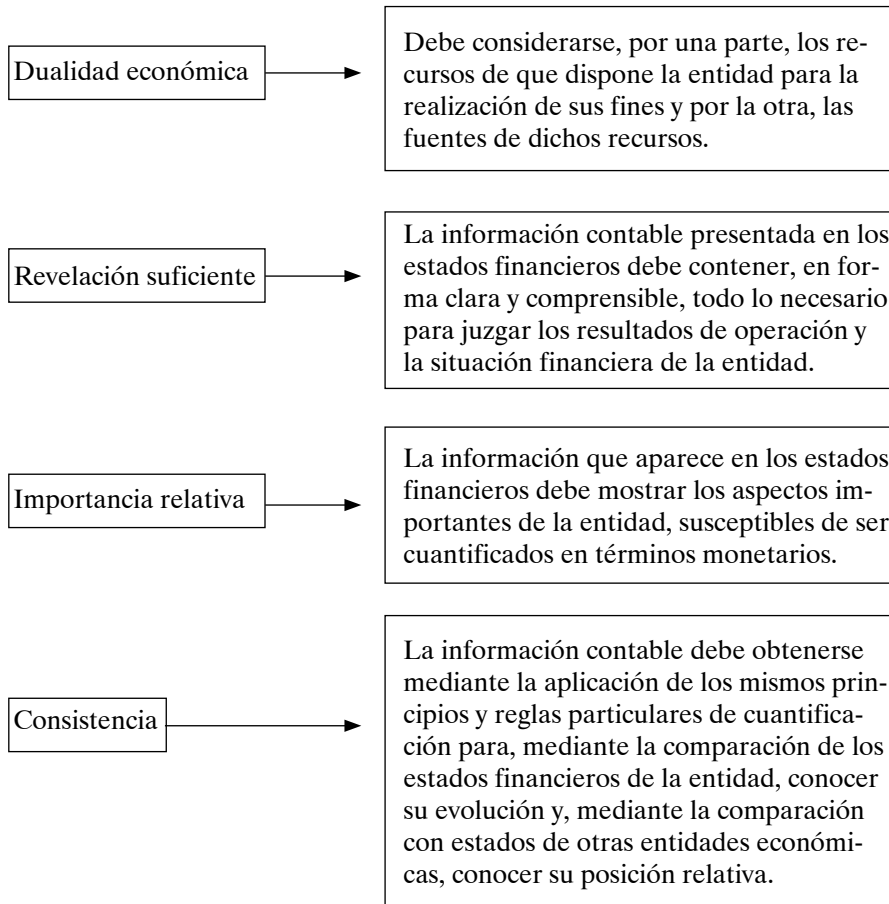 Dualidad económica
Debe considerarse, por una parte, los re-
cursos de que dispone la entidad para la
realización de sus fines y por la otra, las
fuentes de dichos recursos.
Revelación suficiente
La información contable presentada en los
estados financieros debe contener, en for-
ma clara y comprensible, todo lo necesario
para juzgar los resultados de operación y
la situación financiera de la entidad.
Importancia relativa
La información que aparece en los estados
financieros debe mostrar los aspectos im-
portantes de la entidad, susceptibles de ser
cuantificados en términos monetarios.
Consistencia
La información contable debe obtenerse
mediante la aplicación de los mismos prin-
cipios y reglas particulares de cuantifica-
ción para, mediante la comparación de los
estados financieros de la entidad, conocer
su evolución y, mediante la comparación
con estados de otras entidades económi-
cas, conocer su posición relativa.